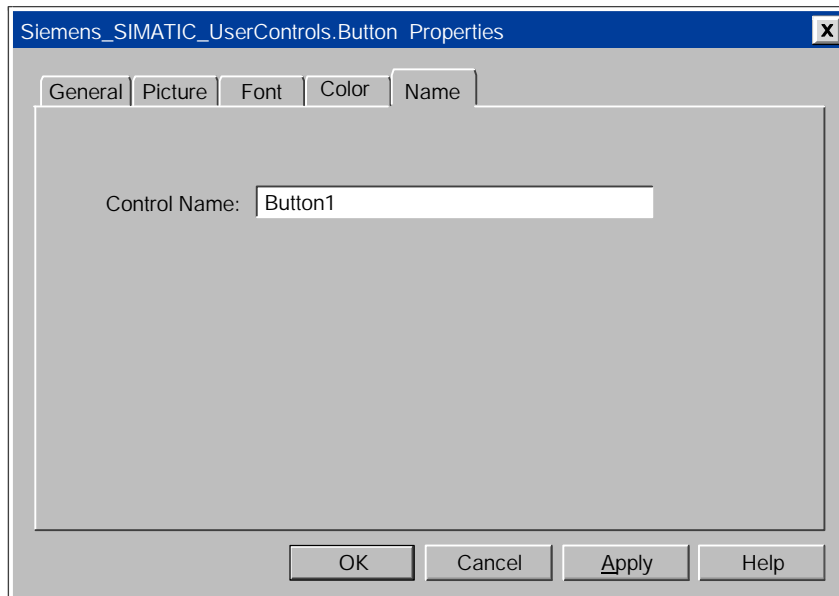 Siemens_SIMATIC_UserControls.Button Properties
X
General Picture Font Color Name
Control Name: Button1
OK Cancel Apply Help